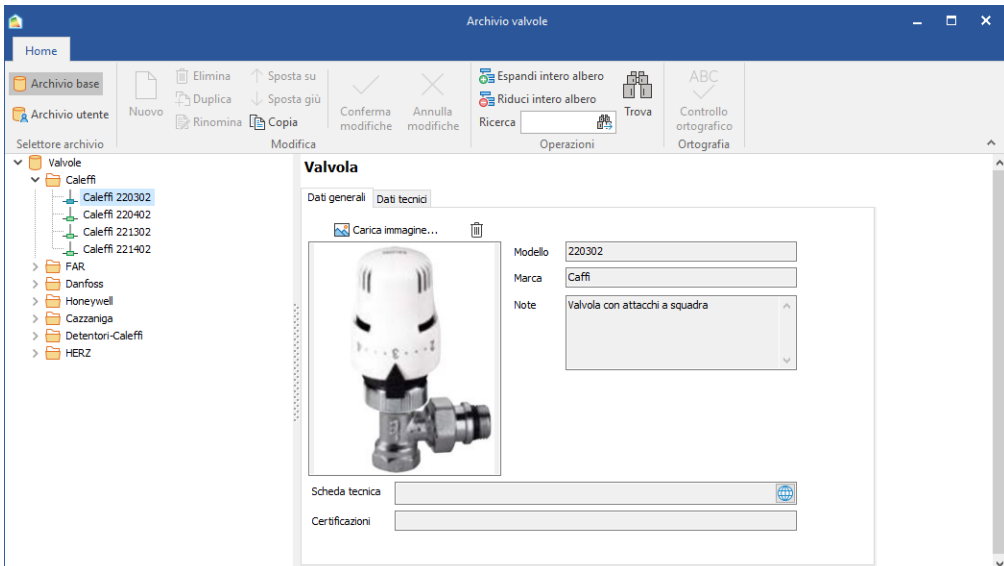 Archivio valvole
Home
Archivio base
Archivio utente
Selettore archivio
Nuovo
Elimina
Duplica
Rinomina
Sposta su
Sposta giù
Copia
Conferma modifiche
Annulla modifiche
Modifica
Espandi intero albero
Riduci intero albero
Ricerca
Trova
Operazioni
ABC
Controllo ortografico
Ortografia
Valvole
Caleffi
Caleffi 220302
Caleffi 220402
Caleffi 221302
Caleffi 221402
FAR
Danfoss
Honeywell
Cazzaniga
Detentori-Caleffi
HERZ
Valvola
Dati generali
Dati tecnici
Carica immagine...
Modello 220302
Marca Caffi
Note Valvola con attacchi a squadra
Scheda tecnica
Certificazioni